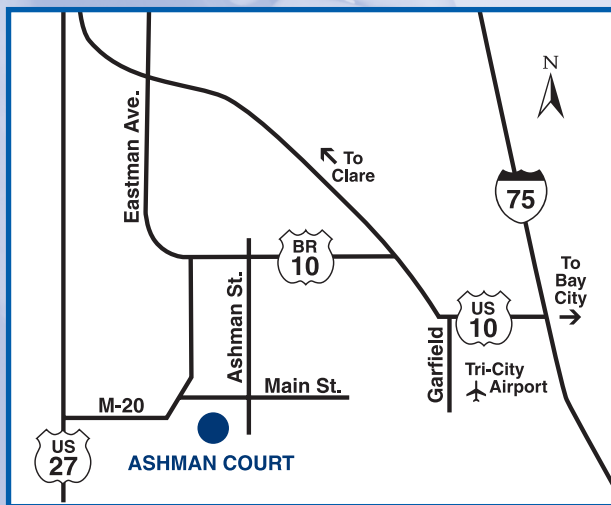 N
Eastman Ave.
To
Clare
75
BR
10
To
Bay
City
Ashman St.
US
10
Garfield
Tri-City
Airport
Main St.
M-20
US
27
ASHMAN COURT